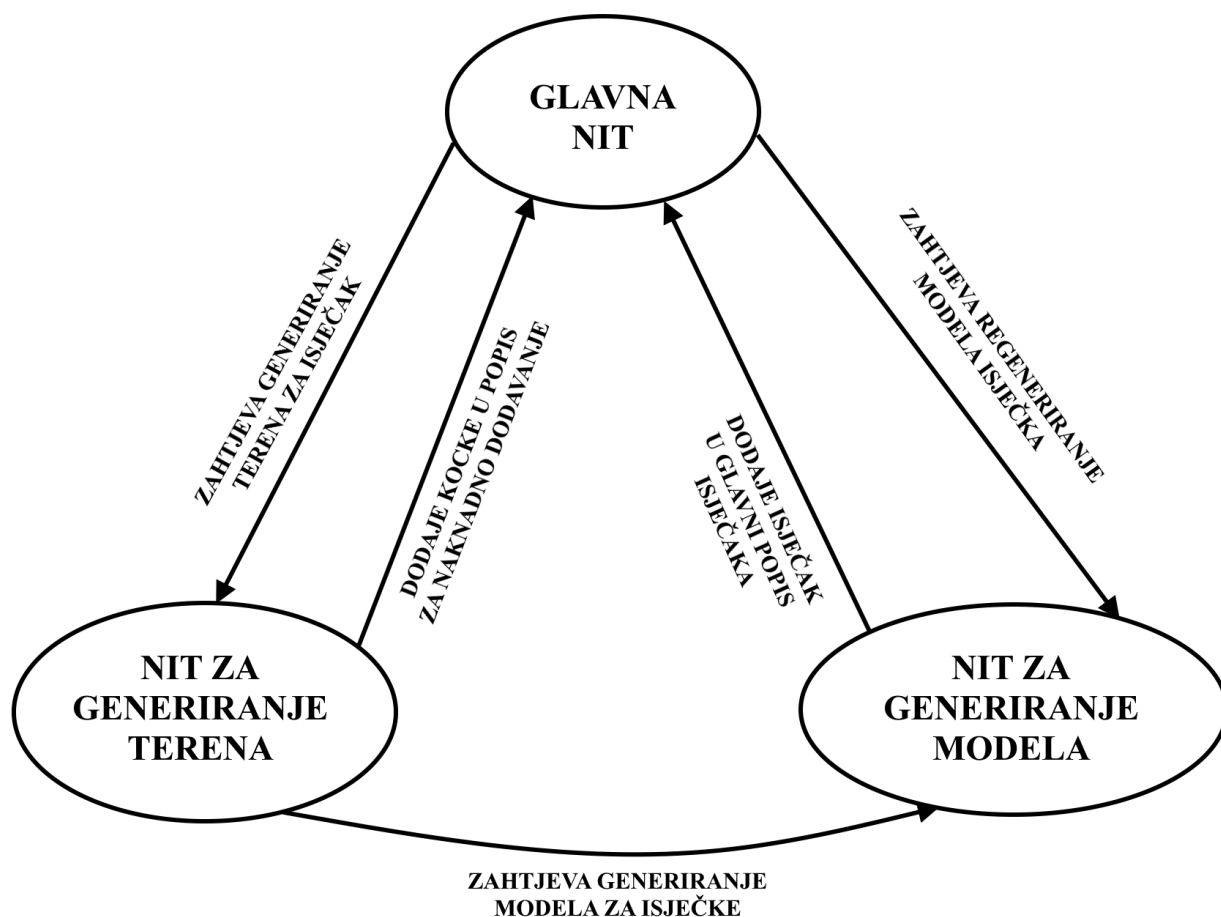 GLAVNA
NIT
ZAHTJEVA GENERIRANJE
TERENA ZA ISJEČAK
DODAJE KOCKE U POPIS
ZA NAKNADNO DODAVANJE
DODAJE ISJEČAK
U GLAVNI POPIS
ISJEČAKA
ZAHTJEVA REGENERIRANJE
MODELA ISJEČKA
NIT ZA
GENERIRANJE
TERENA
NIT ZA
GENERIRANJE
MODELA
ZAHTJEVA GENERIRANJE
MODELA ZA ISJEČKE